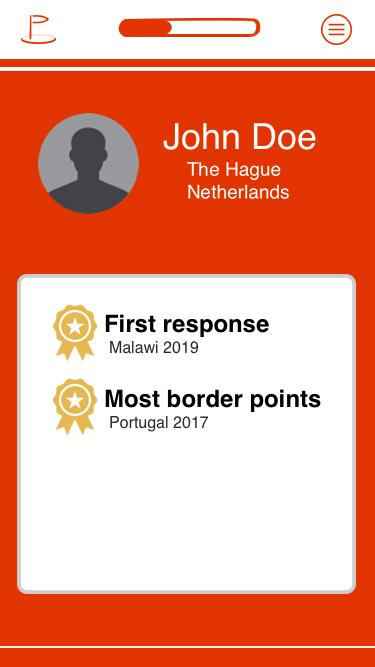 John Doe
The Hague
Netherlands
First response
Malawi 2019
Most border points
Portugal 2017